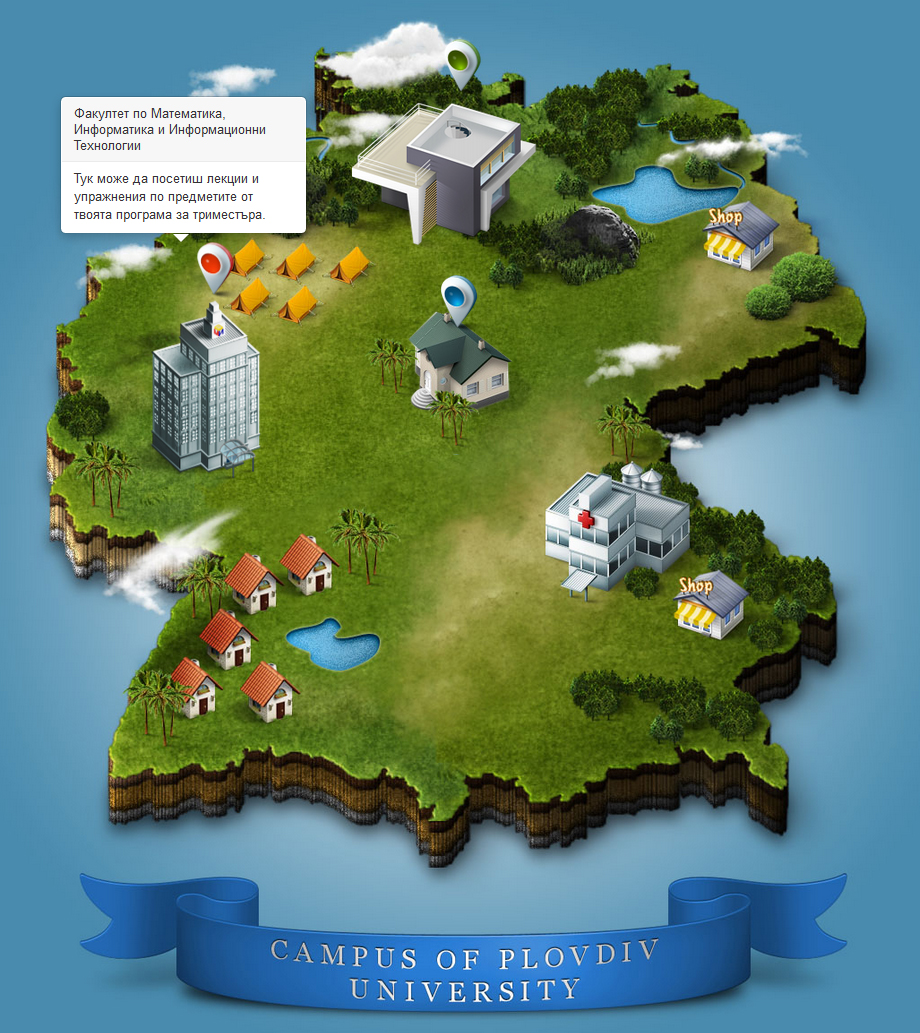 Факултет по Математика,
Информатика и Информационни
Технологии
Тук може да посетиш лекции и
упражнения по предметите от
твоята програма за триместъра.
Shop
Shop
CAMPUS OF PLOVDIV
UNIVERSITY